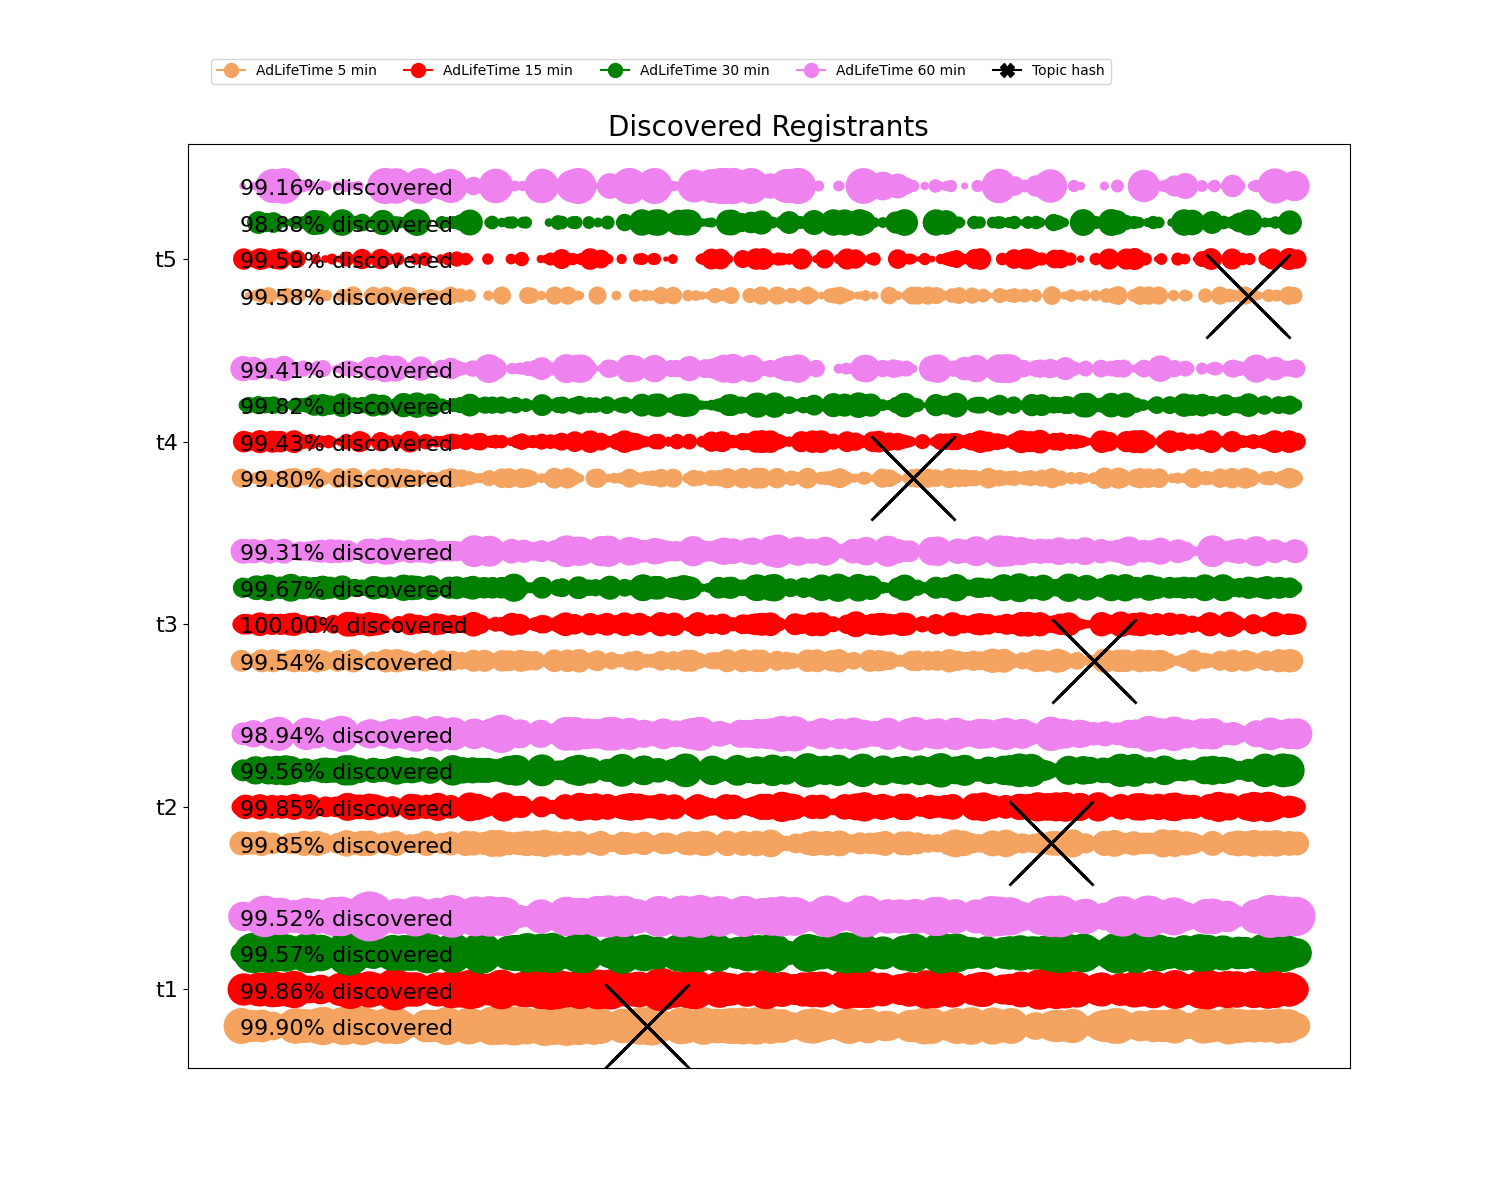 AdLifeTime 5 min AdLifeTime 15 min AdLifeTime 30 min AdLifeTime 60 min Topic hash
Discovered Registrants
99.16% discovered
98.88% discovered
t5
99.59% discovered
99.58% discovered
99.41% discovered
99.82% discovered
t4
99.43% discovered
99.80% discovered
99.31% discovered
99.67% discovered
t3
100.00% discovered
99.54% discovered
98.94% discovered
99.56% discovered
t2
99.85% discovered
99.85% discovered
99.52% discovered
99.57% discovered
t1
99.86% discovered
99.90% discovered